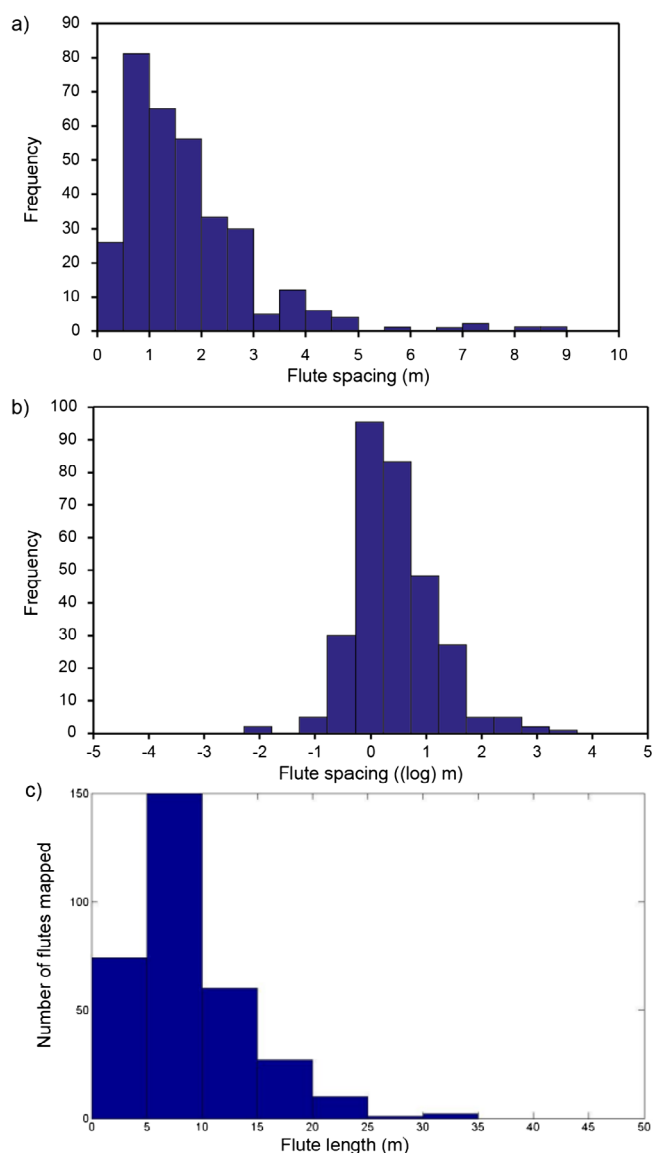 a)
90
80
70
60
50
40
30
20
10
0
Frequency
0 1 2 3 4 5 6 7 8 9 10
Flute spacing (m)
b)
100
90
80
70
60
50
40
30
20
10
0
Frequency
-5 -4 -3 -2 -1 0 1 2 3 4 5
Flute spacing ((log) m)
c)
150
100
50
0
Number of flutes mapped
0 5 10 15 20 25 30 35 40 45 50
Flute length (m)